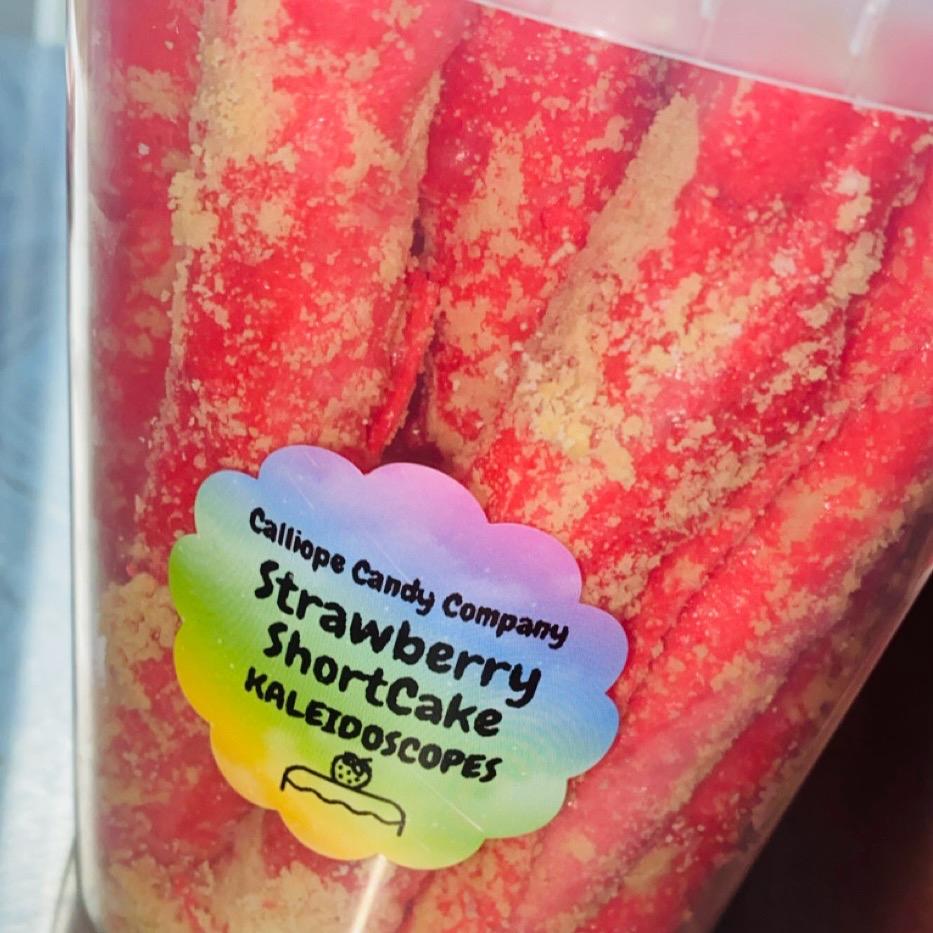 Calliope Candy Company
Strawberry
ShortCake
KALEIDOSCOPES